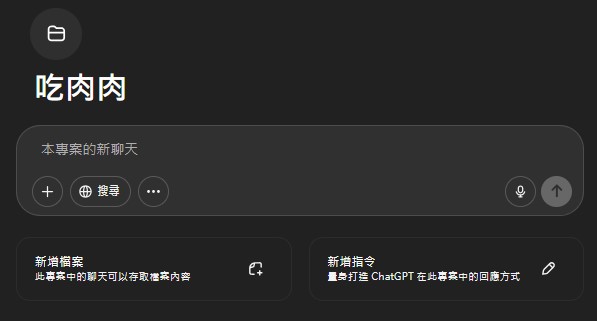 吃肉肉
本專案的新聊天
搜尋
新增檔案
此專案中的聊天可以存取檔案內容
新增指令
量身打造 ChatGPT 在此專案中的回應方式